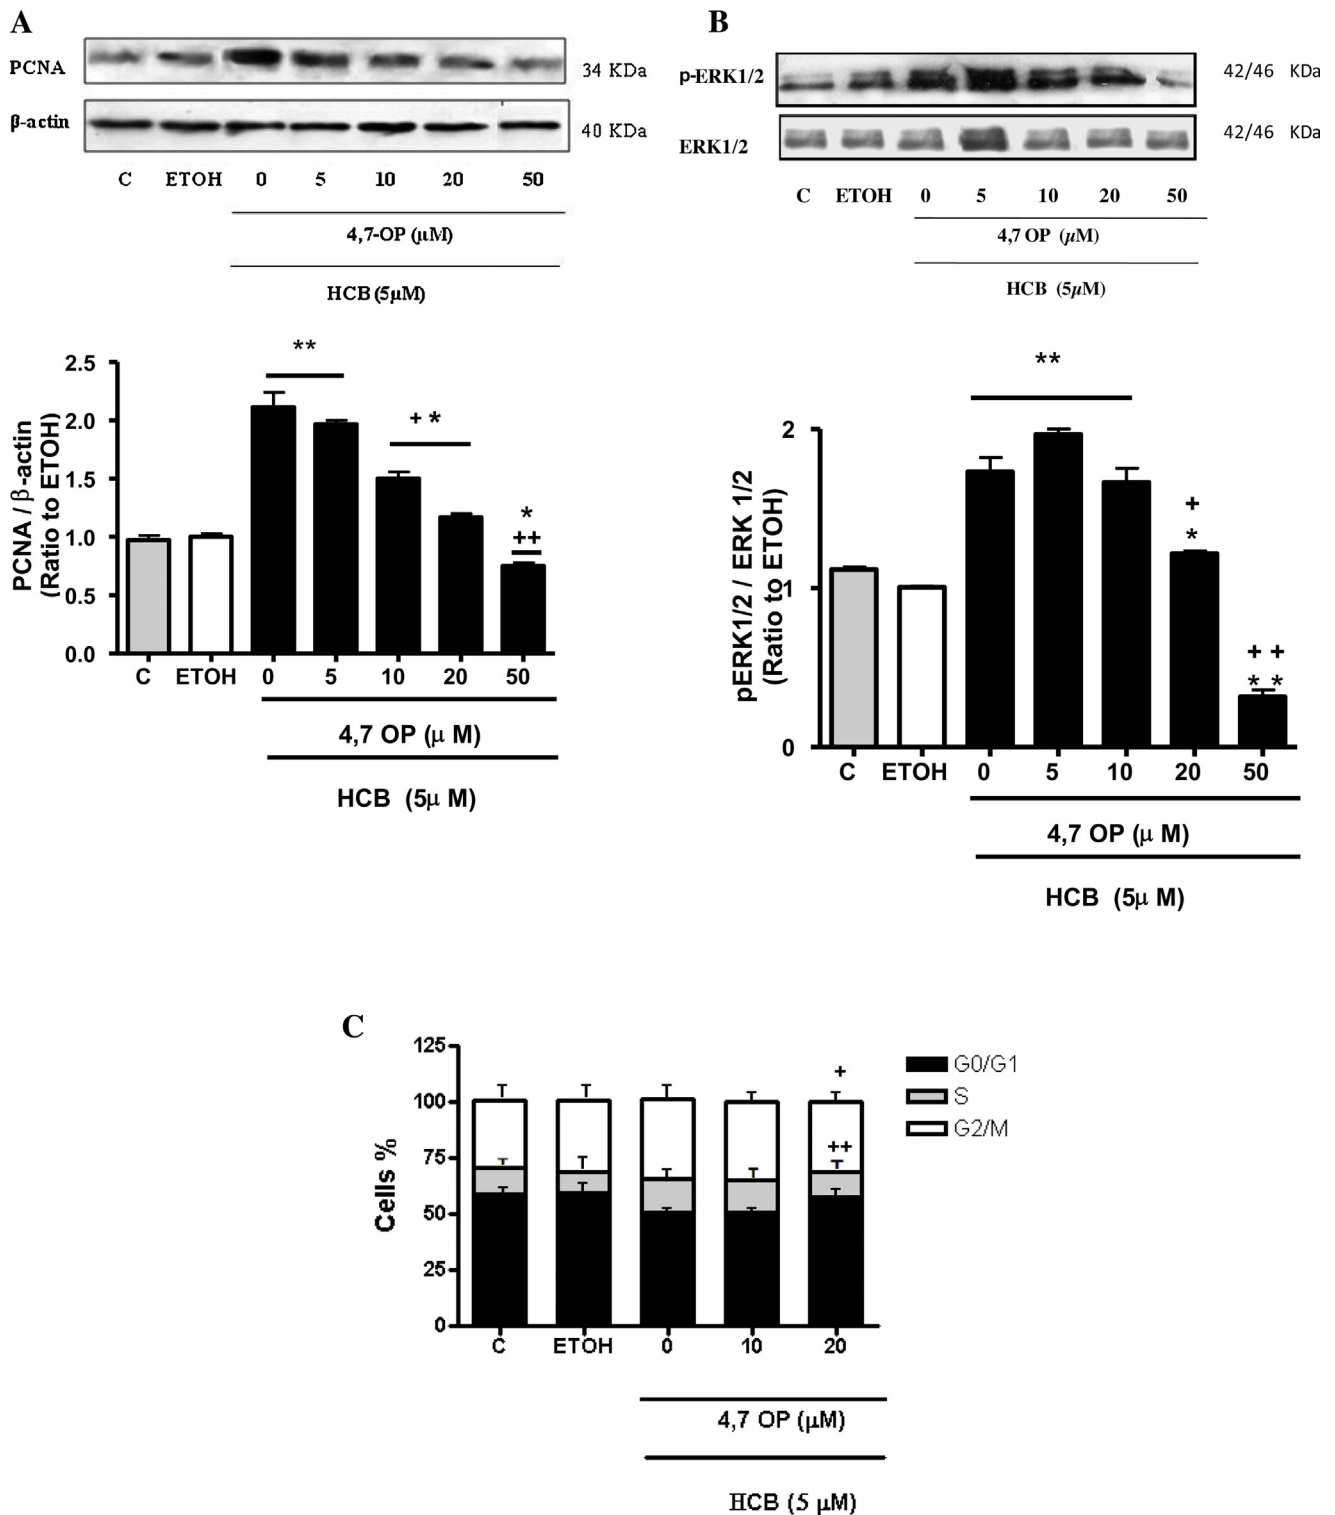 A
PCNA
34 KDa
β-actin
40 KDa
C ETOH 0 5 10 20 50
4,7-OP (µM)
HCB (5µM)
2.5
2.0
1.5
1.0
0.5
0.0
PCNA / β-actin
(Ratio to ETOH)
**
+ *
*
++
C ETOH 0 5 10 20 50
4,7 OP (µ M)
HCB (5µ M)
B
p-ERK1/2
42/46 KDa
ERK1/2
42/46 KDa
C ETOH 0 5 10 20 50
4,7 OP (µM)
HCB (5µM)
2
1
0
pERK1/2 / ERK 1/2
(Ratio to ETOH)
**
+
*
+ +
* *
C ETOH 0 5 10 20 50
4,7 OP (µ M)
HCB (5µ M)
C
125
100
75
50
25
0
Cells %
+
++
G0/G1
S
G2/M
C ETOH 0 10 20
4,7 OP (µM)
HCB (5 µM)